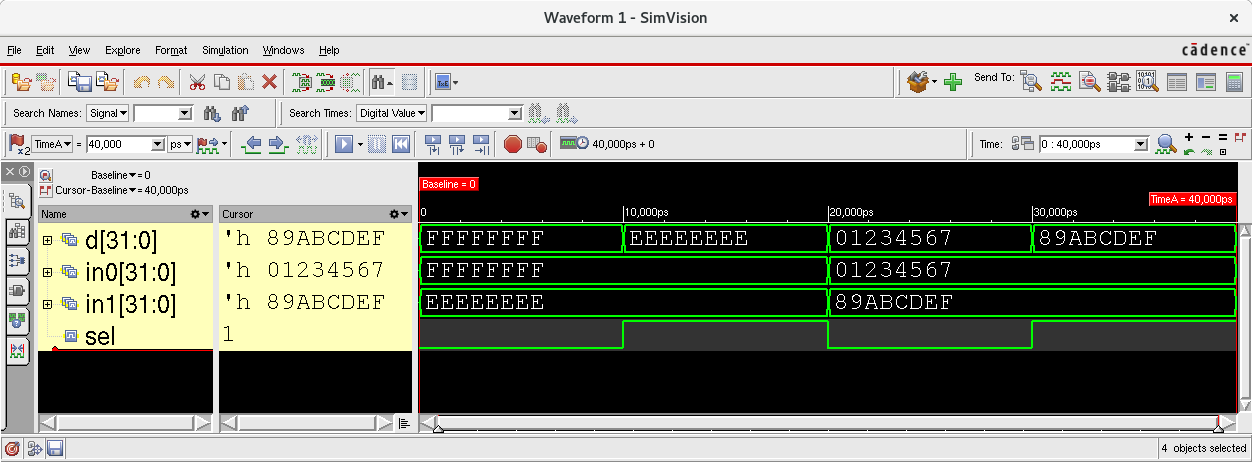 Waveform 1 - SimVision ×
File Edit View Explore Format Simulation Windows Help cādence
Send To:
Search Names: Signal Search Times: Digital Value
x2 TimeA = 40,000 ps 40,000ps + 0 Time: 0 : 40,000ps
Baseline = 0
Cursor-Baseline = 40,000ps
Baseline = 0
TimeA = 40,000ps
Name Cursor 0 10,000ps 20,000ps 30,000ps
d[31:0] 'h 89ABCDEF FFFFFFFF EEEEEEEE 01234567 89ABCDEF
in0[31:0] 'h 01234567 FFFFFFFF 01234567
in1[31:0] 'h 89ABCDEF EEEEEEEE 89ABCDEF
sel 1
4 objects selected